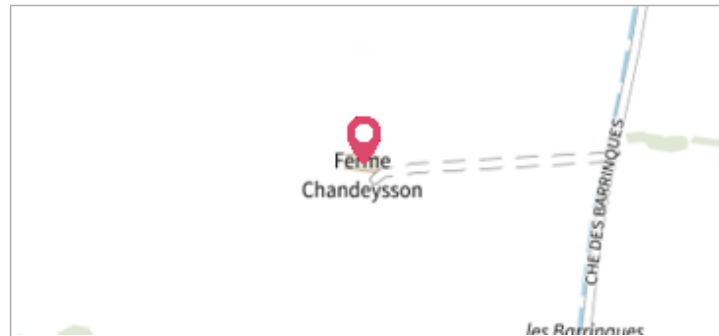 Ferme
Chandeysson
CHE DES BARRINQUES
les Barrinques